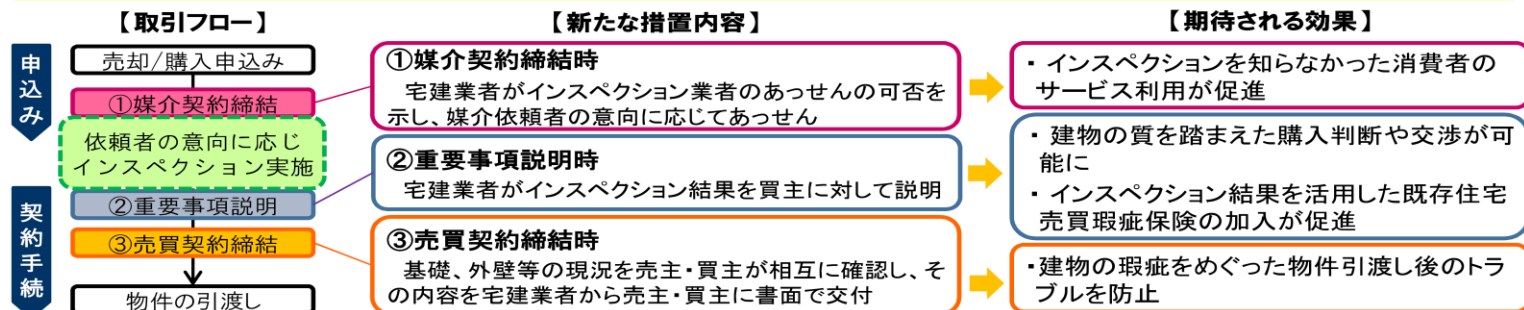 【取引フロー】
申込み
売却/購入申込み
①媒介契約締結
依頼者の意向に応じ
インスペクション実施
契約手続
②重要事項説明
③売買契約締結
物件の引渡し
【新たな措置内容】
①媒介契約締結時
宅建業者がインスペクション業者のあっせんの可否を
示し、媒介依頼者の意向に応じてあっせん
②重要事項説明時
宅建業者がインスペクション結果を買主に対して説明
③売買契約締結時
基礎、外壁等の現況を売主・買主が相互に確認し、そ
の内容を宅建業者から売主・買主に書面で交付
【期待される効果】
・インスペクションを知らなかった消費者の
サービス利用が促進
・建物の質を踏まえた購入判断や交渉が可
能に
・インスペクション結果を活用した既存住宅
売買瑕疵保険の加入が促進
・建物の瑕疵をめぐった物件引渡し後のトラ
ブルを防止